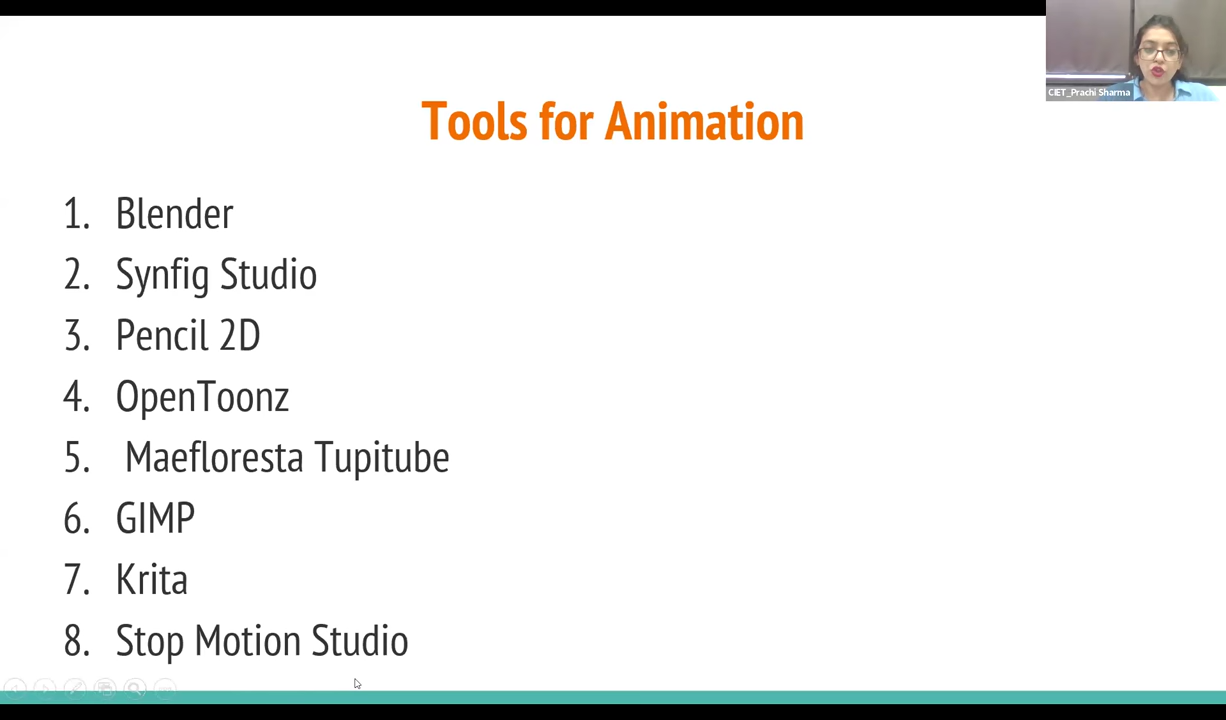 CIET_Prachi Sharma
Tools for Animation
1. Blender
2. Synfig Studio
3. Pencil 2D
4. OpenToonz
5. Maefloresta Tupitube
6. GIMP
7. Krita
8. Stop Motion Studio